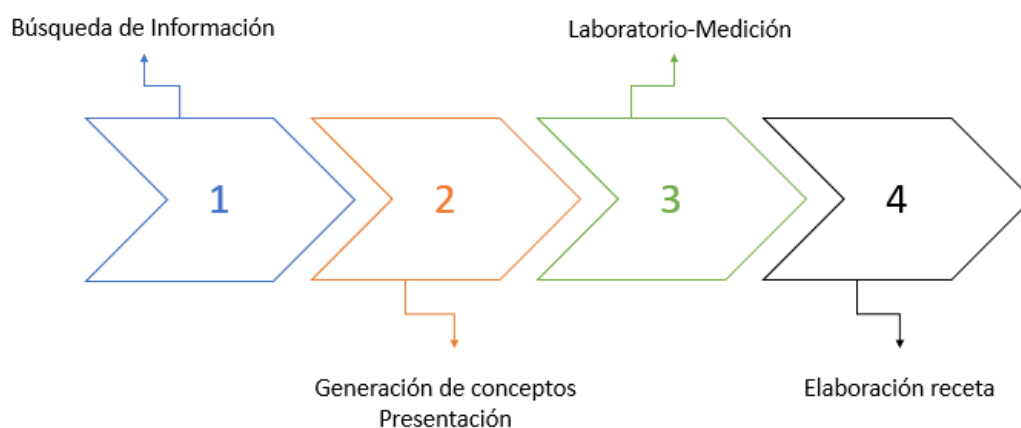 Búsqueda de Información
Laboratorio-Medición
1
2
3
4
Generación de conceptos
Presentación
Elaboración receta